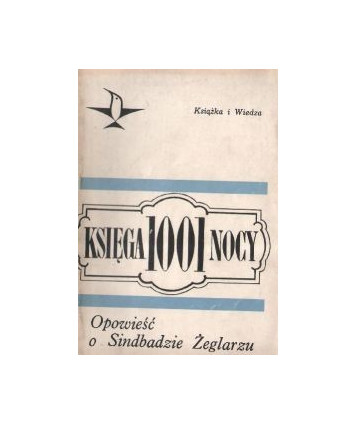 Książka i Wiedza
KSIĘGA 1001 NOCY
Opowieść
o Sindbadzie Żeglarzu